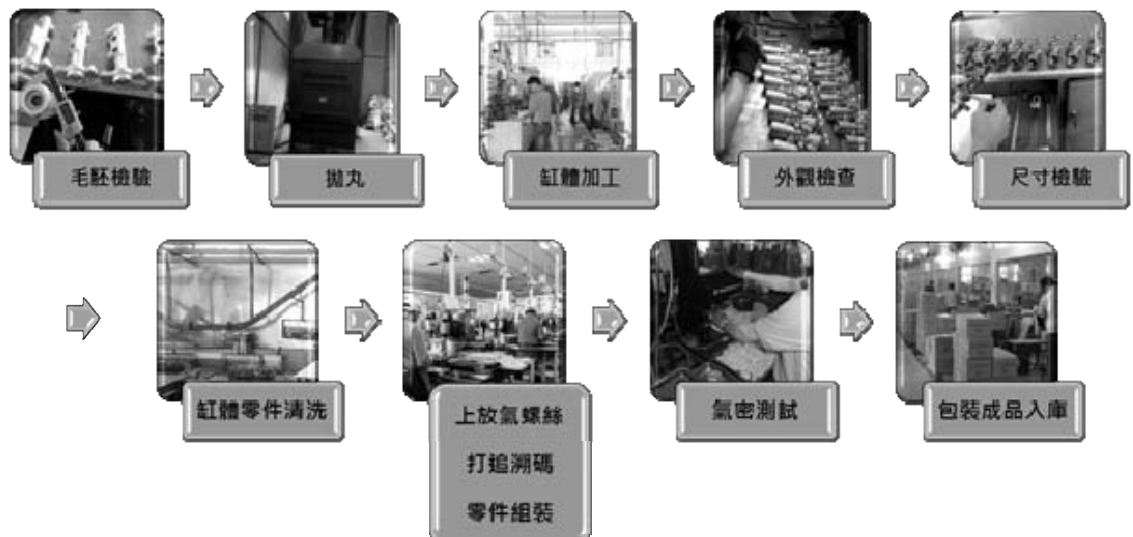 毛胚檢驗
拋丸
缸體加工
外觀檢查
尺寸檢驗
缸體零件清洗
上放氣螺絲
打追溯碼
零件組裝
氣密測試
包裝成品入庫